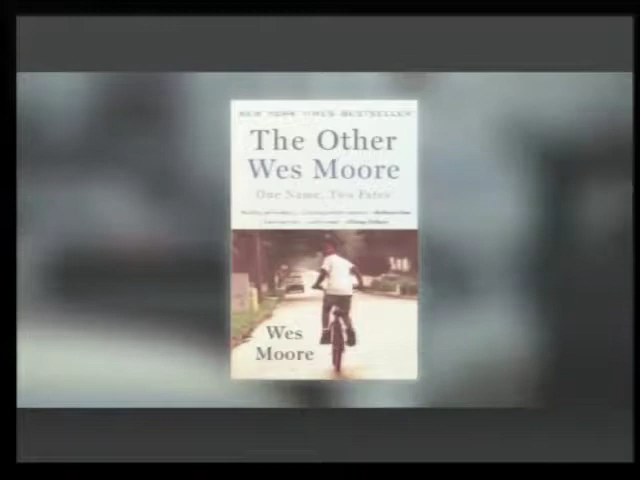 NEW YORK TIMES BESTSELLER
The Other
Wes Moore
One Name, Two Fates
Wes
Moore